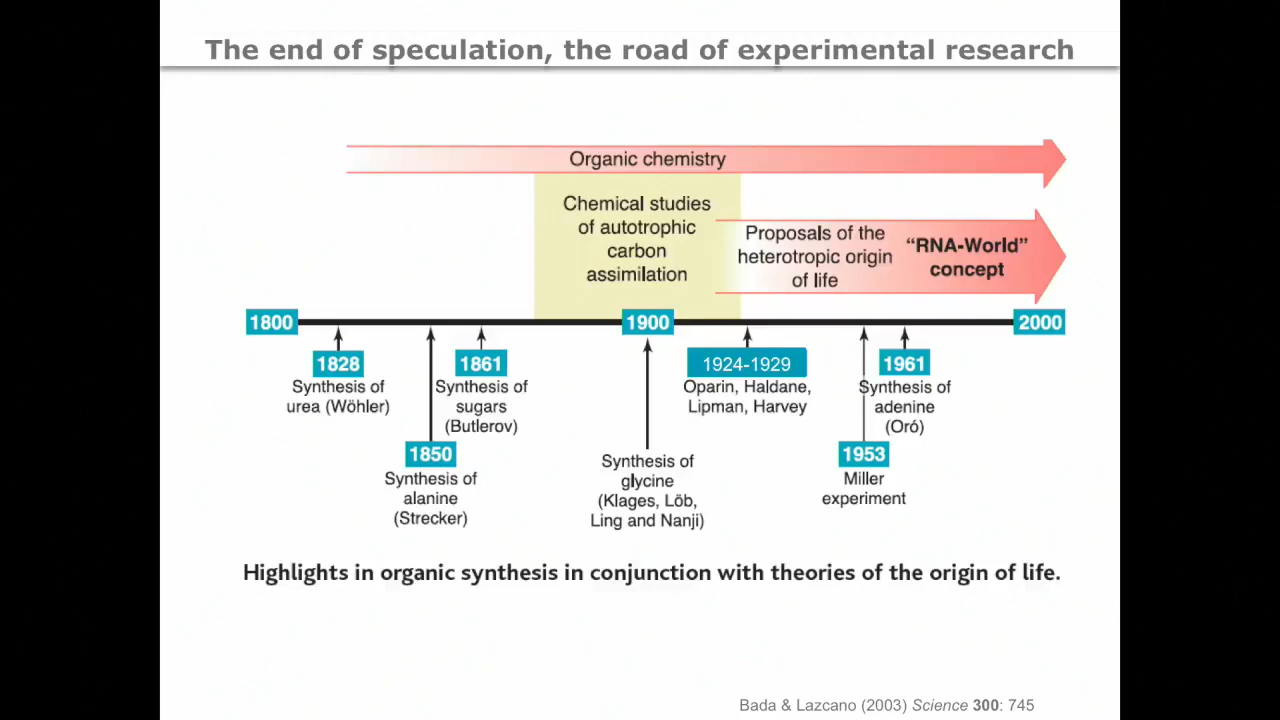 The end of speculation, the road of experimental research
Organic chemistry
Chemical studies
of autotrophic
carbon
assimilation
Proposals of the
heterotropic origin
of life
“RNA-World”
concept
1800
1900
2000
1828
Synthesis of
urea (Wöhler)
1850
Synthesis of
alanine
(Strecker)
1861
Synthesis of
sugars
(Butlerov)
Synthesis of
glycine
(Klages, Löb,
Ling and Nanji)
1924-1929
Oparin, Haldane,
Lipman, Harvey
1953
Miller
experiment
1961
Synthesis of
adenine
(Oró)
Highlights in organic synthesis in conjunction with theories of the origin of life.
Bada & Lazcano (2003) Science 300: 745